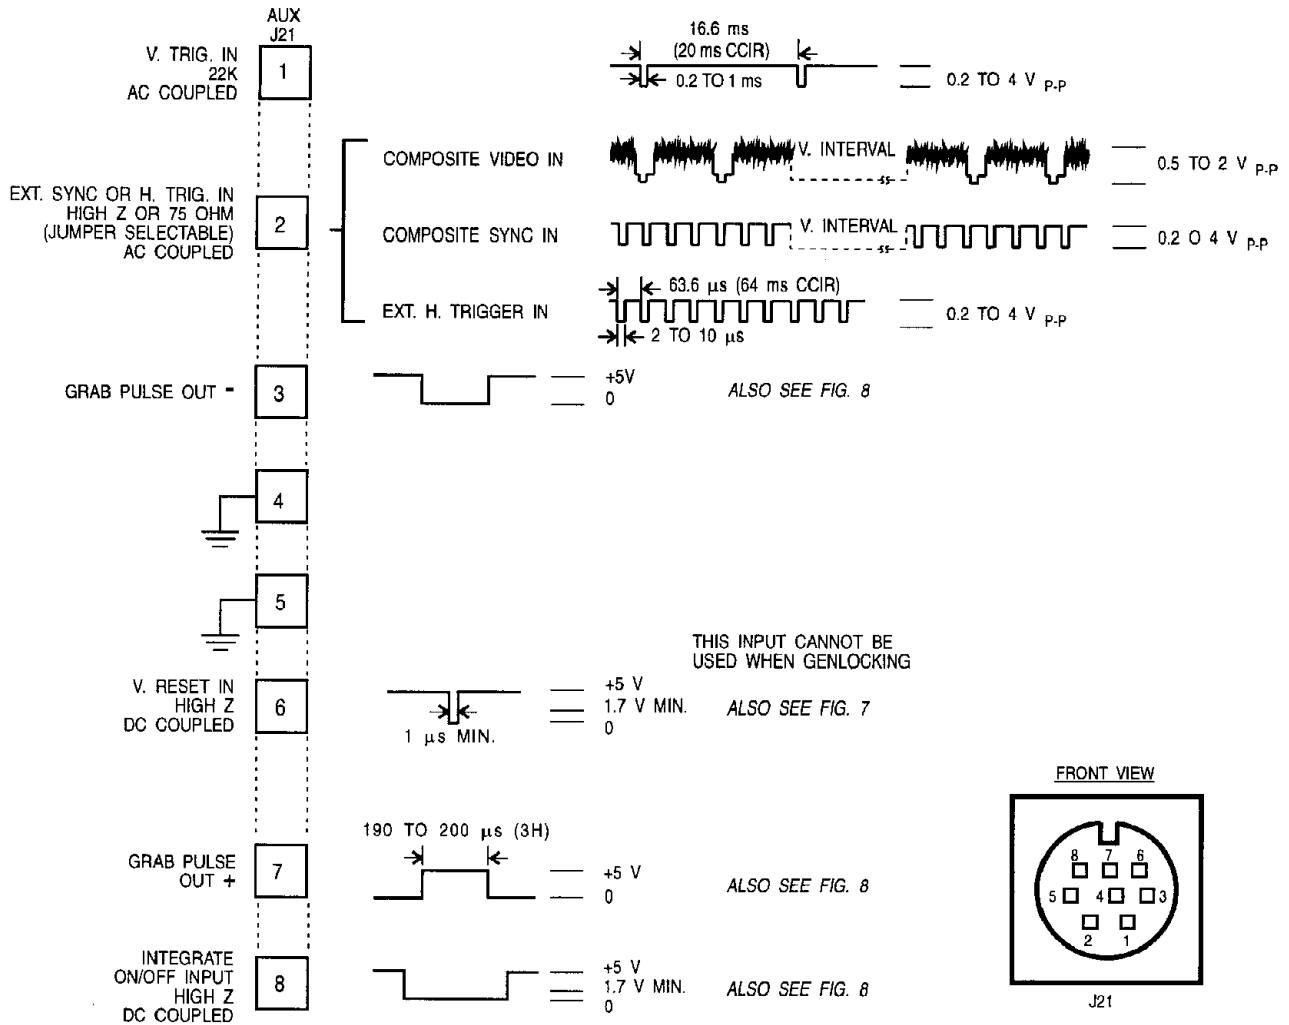 AUX
J21
V. TRIG. IN
22K
AC COUPLED
1
16.6 ms
(20 ms CCIR)
0.2 TO 1 ms
0.2 TO 4 V P-P
EXT. SYNC OR H. TRIG. IN
HIGH Z OR 75 OHM
(JUMPER SELECTABLE)
AC COUPLED
2
COMPOSITE VIDEO IN
V. INTERVAL
0.5 TO 2 V P-P
COMPOSITE SYNC IN
V. INTERVAL
0.2 O 4 V P-P
EXT. H. TRIGGER IN
63.6 µs (64 ms CCIR)
2 TO 10 µs
0.2 TO 4 V P-P
GRAB PULSE OUT -
3
+5V
0
ALSO SEE FIG. 8
4
5
THIS INPUT CANNOT BE
USED WHEN GENLOCKING
V. RESET IN
HIGH Z
DC COUPLED
6
1 µs MIN.
+5 V
1.7 V MIN.
0
ALSO SEE FIG. 7
GRAB PULSE
OUT +
7
190 TO 200 µs (3H)
+5 V
0
ALSO SEE FIG. 8
INTEGRATE
ON/OFF INPUT
HIGH Z
DC COUPLED
8
+5 V
1.7 V MIN.
0
ALSO SEE FIG. 8
FRONT VIEW
8 7 6
5 4 3
2 1
J21